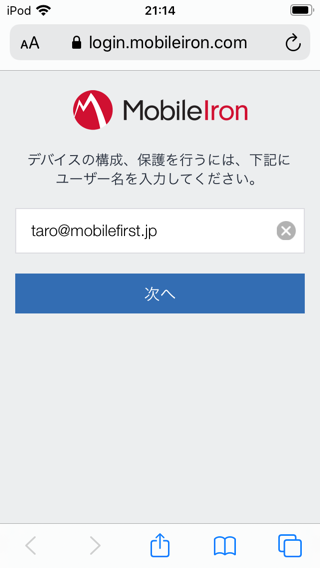 iPod 21:14
AA login.mobileiron.com
MobileIron
デバイスの構成、保護を行うには、下記に
ユーザー名を入力してください。
taro@mobilefirst.jp
次へ